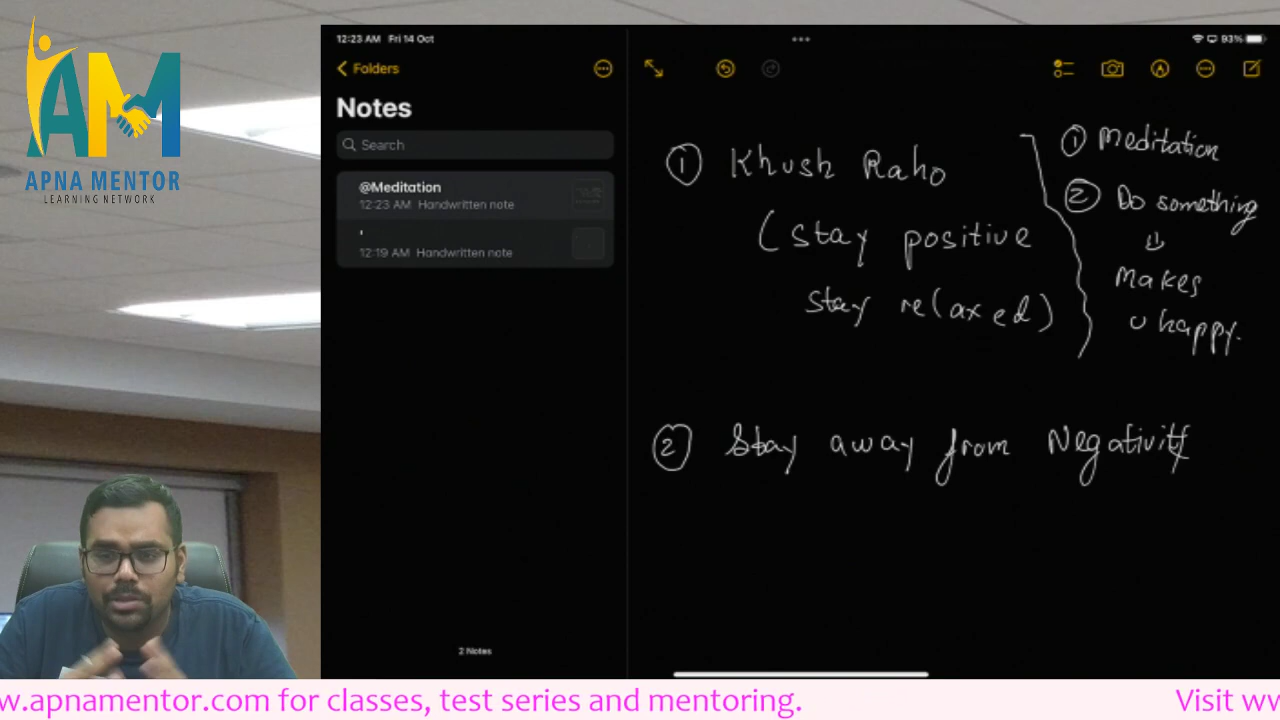 AM
APNA MENTOR
LEARNING NETWORK
12:23 AM Fri 14 Oct
93%
Folders
Notes
Search
@Meditation
12:23 AM Handwritten note
'
12:19 AM Handwritten note
2 Notes
① Khush Raho
(stay positive
stay relaxed)
① Meditation
② Do something
⇓
Makes
U happy.
② Stay away from Negativity
w.apnamentor.com for classes, test series and mentoring.
Visit ww